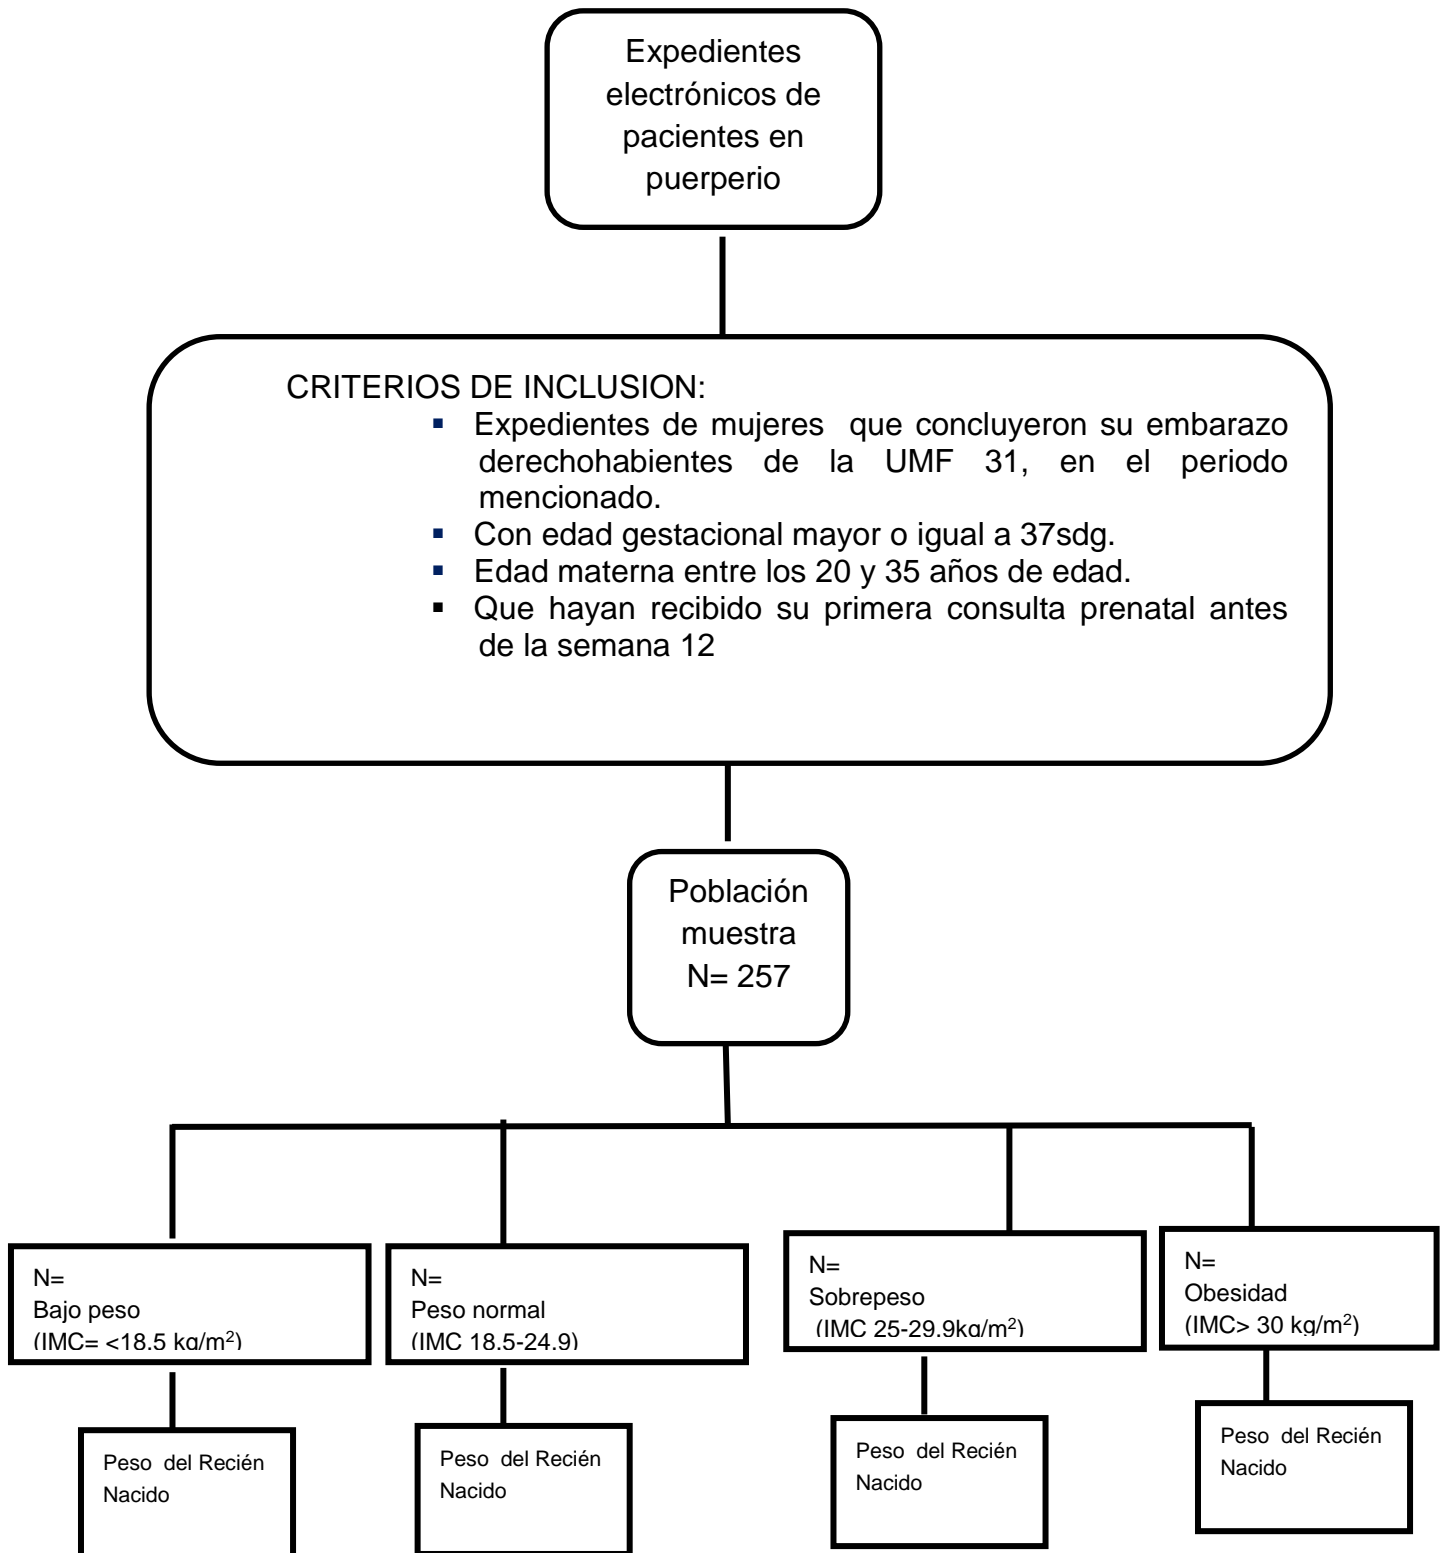 Expedientes
electrónicos de
pacientes en
puerperio
CRITERIOS DE INCLUSION:
▪ Expedientes de mujeres que concluyeron su embarazo
derechohabientes de la UMF 31, en el periodo
mencionado.
▪ Con edad gestacional mayor o igual a 37sdg.
▪ Edad materna entre los 20 y 35 años de edad.
▪ Que hayan recibido su primera consulta prenatal antes
de la semana 12
Población
muestra
N= 257
N=
Bajo peso
(IMC= <18.5 kg/m²)
N=
Peso normal
(IMC 18.5-24.9)
N=
Sobrepeso
(IMC 25-29.9kg/m²)
N=
Obesidad
(IMC> 30 kg/m²)
Peso del Recién
Nacido
Peso del Recién
Nacido
Peso del Recién
Nacido
Peso del Recién
Nacido